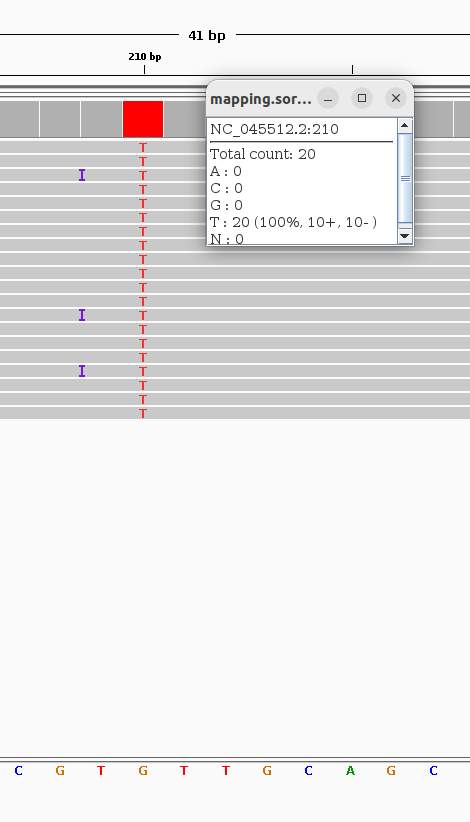 41 bp
210 bp
mapping.sor...
NC_045512.2:210
Total count: 20
A : 0
C : 0
G : 0
T : 20 (100%, 10+, 10- )
N : 0
T
T
I T
T
T
T
T
T
T
T
T
T
I T
T
T
T
I T
T
T
T
C G T G T T G C A G C